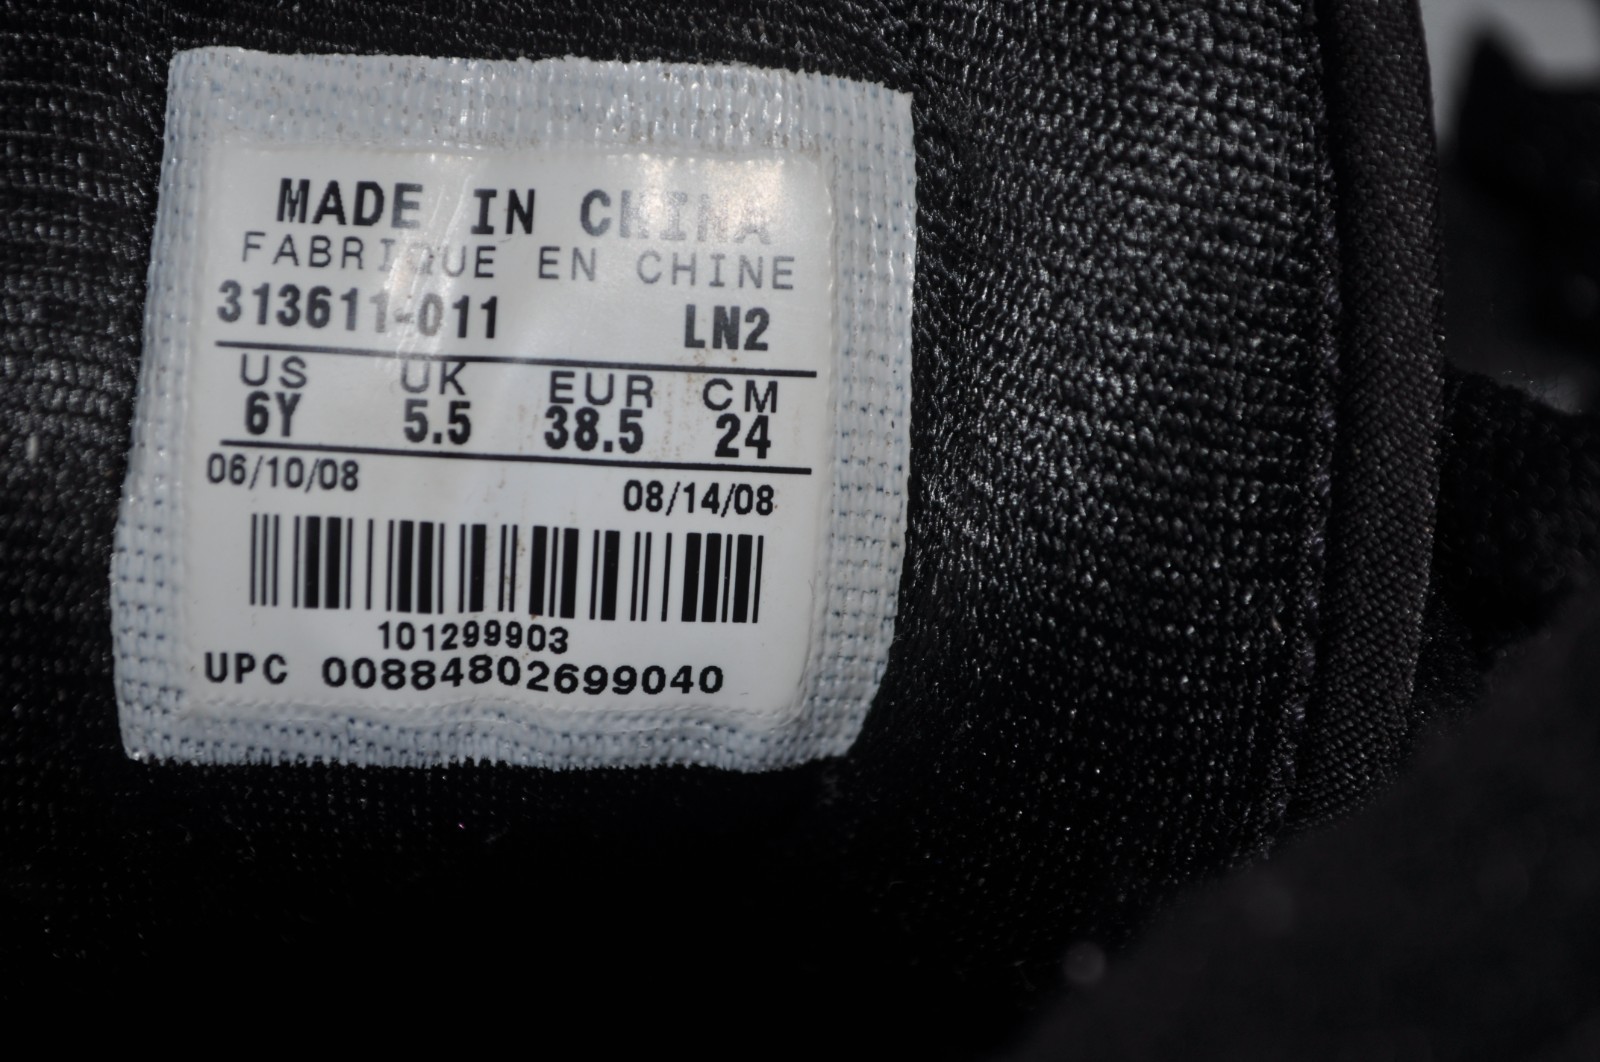 MADE IN CHINA
FABRIQUE EN CHINE
313611-011 LN2
US UK EUR CM
6Y 5.5 38.5 24
06/10/08 08/14/08
101299903
UPC 00884802699040